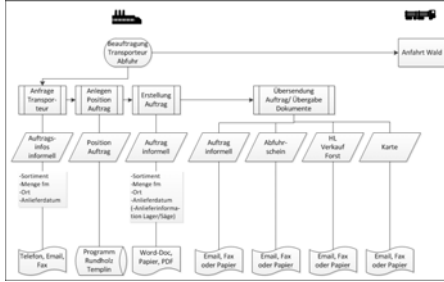 Beauftragung
Transporteur
Abfuhr
Anfahrt Wald
Anfrage
Transpor-
teur
Anlegen
Position
Auftrag
Erstellung
Auftrag
Übersendung
Auftrag/ Übergabe
Dokumente
Auftrags-
infos
informell
Position
Auftrag
Auftrag
informell
Auftrag
informell
Abfuhr-
schein
HL
Verkauf
Forst
Karte
-Sortiment
-Menge fm
-Ort
-Anlieferdatum
-Sortiment
-Menge fm
-Ort
-Anlieferdatum
(-Anlieferinforma-
tion Lager/Säge)
Telefon, Email,
Fax
Programm
Rundholz
Templin
Word-Doc,
Papier, PDF
Email, Fax
oder Papier
Email, Fax
oder Papier
Email, Fax
oder Papier
Email, Fax
oder Papier